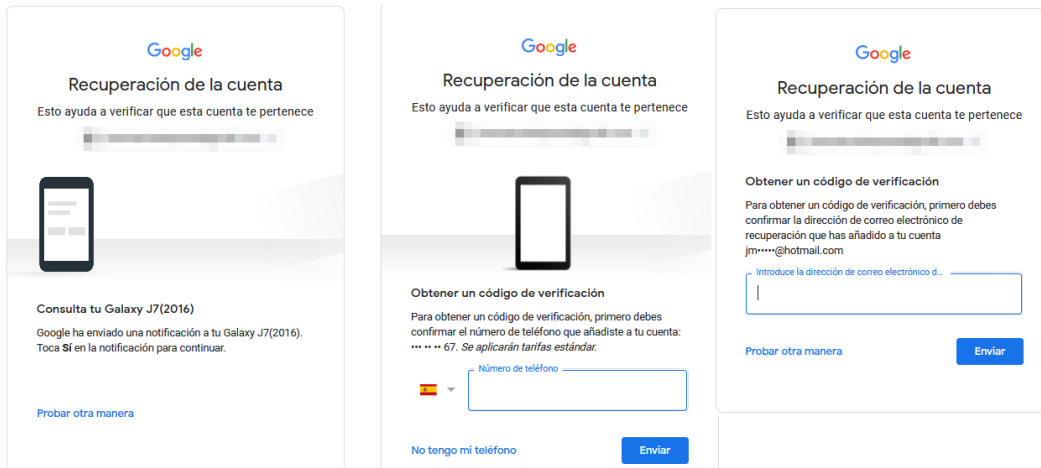 Google
Recuperación de la cuenta
Esto ayuda a verificar que esta cuenta te pertenece
Consulta tu Galaxy J7(2016)
Google ha enviado una notificación a tu Galaxy J7(2016).
Toca Sí en la notificación para continuar.
Probar otra manera
Google
Recuperación de la cuenta
Esto ayuda a verificar que esta cuenta te pertenece
Obtener un código de verificación
Para obtener un código de verificación, primero debes
confirmar el número de teléfono que añadiste a tu cuenta:
••• •• •• 67. Se aplicarán tarifas estándar.
Número de teléfono
No tengo mi teléfono
Enviar
Google
Recuperación de la cuenta
Esto ayuda a verificar que esta cuenta te pertenece
Obtener un código de verificación
Para obtener un código de verificación, primero debes
confirmar la dirección de correo electrónico de
recuperación que has añadido a tu cuenta
jm•••••@hotmail.com
Introduce la dirección de correo electrónico d...
Probar otra manera
Enviar